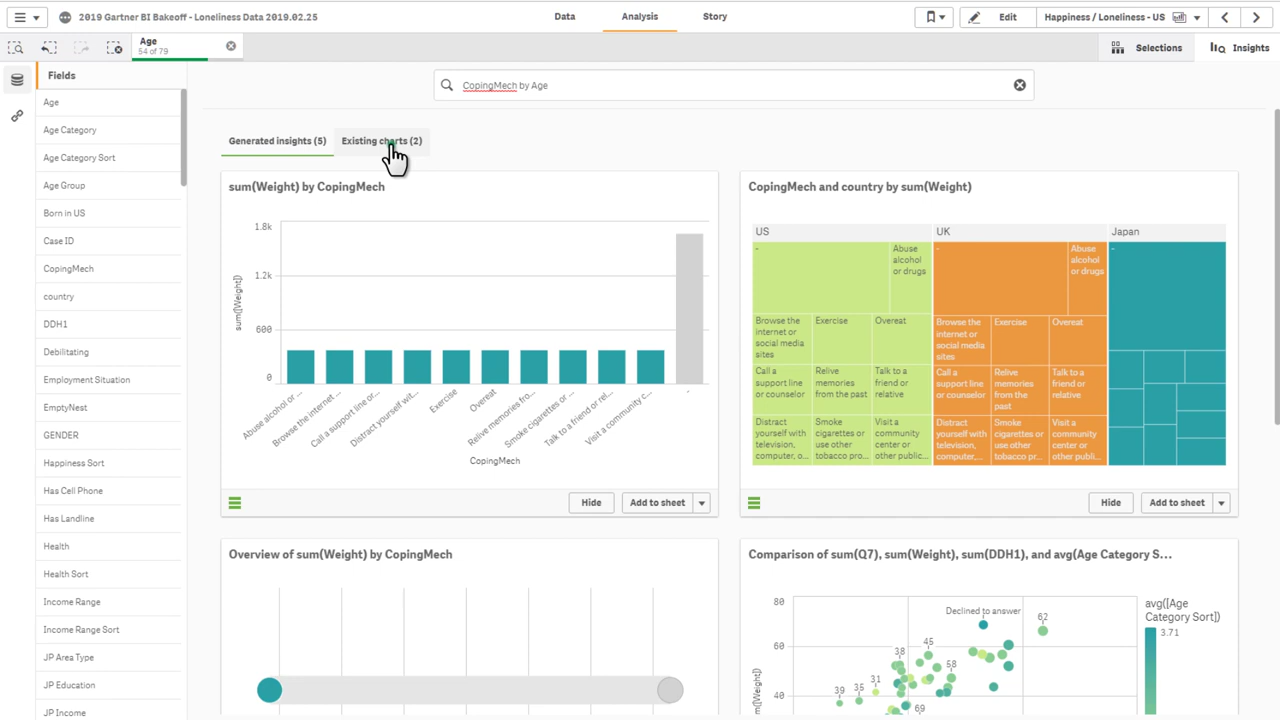 2019 Gartner BI Bakeoff - Loneliness Data 2019.02.25
Data
Analysis
Story
Edit
Happiness / Loneliness - US
Age
54 of 79
Selections
Insights
Fields
Age
Age Category
Age Category Sort
Age Group
Born in US
Case ID
CopingMech
country
DDH1
Debilitating
Employment Situation
EmptyNest
GENDER
Happiness Sort
Has Cell Phone
Has Landline
Health
Health Sort
Income Range
Income Range Sort
JP Area Type
JP Education
JP Income
CopingMech by Age
Generated insights (5)
Existing charts (2)
sum(Weight) by CopingMech
sum([Weight])
1.8k
1.2k
600
0
Abuse alcohol or ...
Browse the internet ...
Call a support line or...
Distract yourself wit...
Exercise
Overeat
Relive memories fro...
Smoke cigarettes or ...
Talk to a friend or rel...
Visit a community c...
-
CopingMech
Hide
Add to sheet
CopingMech and country by sum(Weight)
US
-
Abuse
alcohol
or drugs
Browse the
internet or
social media
sites
Exercise
Overeat
Call a
support line
or counselor
Relive
memories
from the past
Talk to a
friend or
relative
Distract
yourself with
television,
computer, o...
Smoke
cigarettes or
use other
tobacco pr...
Visit a
community
center or
other public...
UK
-
Abuse
alcohol
or drugs
Browse the
internet or
social media
sites
Exercise
Overeat
Call a
support line
or counselor
Relive
memories
from the
past
Talk to a
friend or
relative
Distract
yourself with
television,
computer,...
Smoke
cigarettes or
use other
tobacco pr...
Visit a
community
center or
other publi...
Japan
-
Hide
Add to sheet
Overview of sum(Weight) by CopingMech
Comparison of sum(Q7), sum(Weight), sum(DDH1), and avg(Age Category S...
80
60
40
Declined to answer
62
45
38
58
31
39
35
69
avg([Age
Category Sort])
3.71